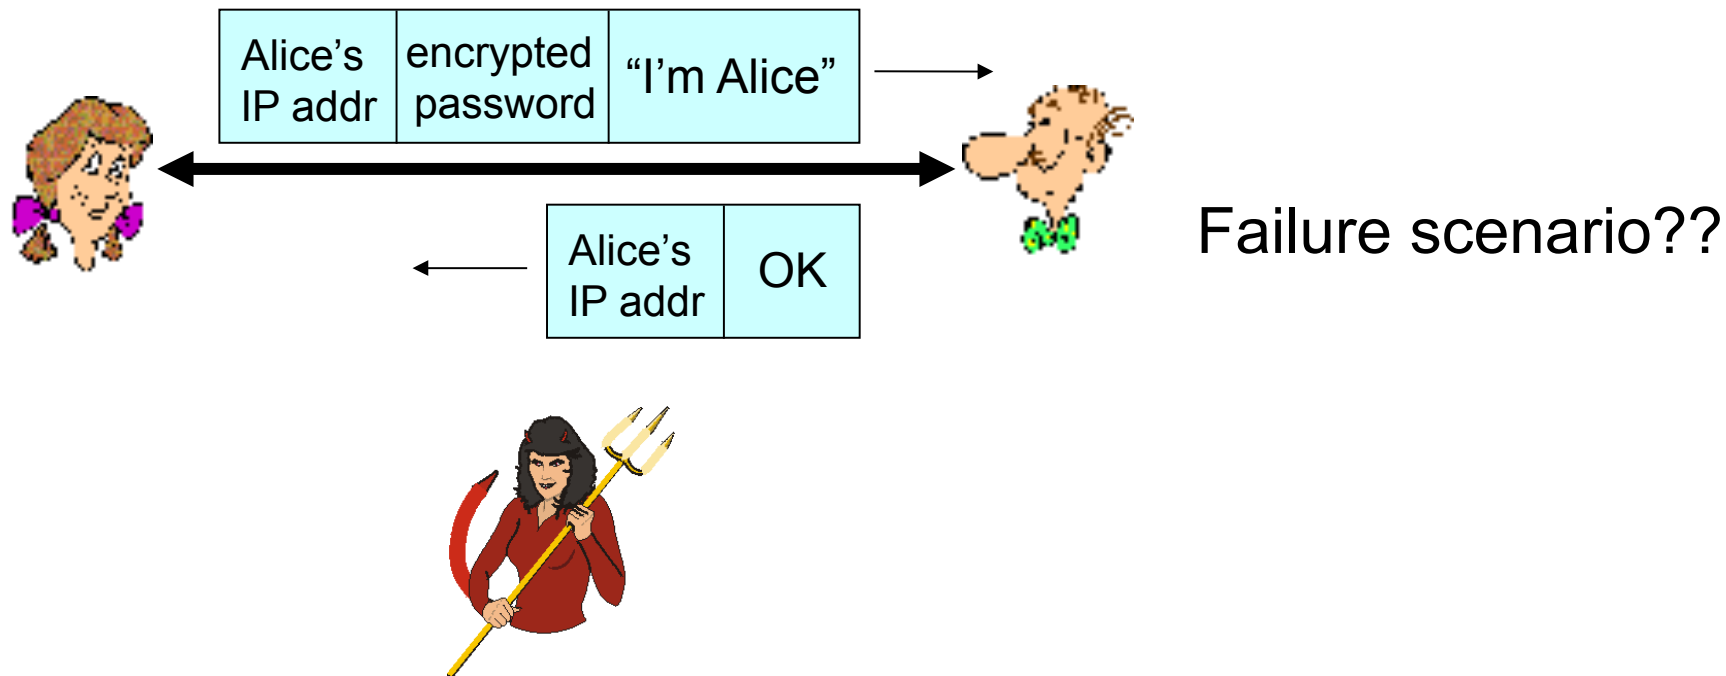 Alice’s
IP addr
encrypted
password
“I’m Alice”
Alice’s
IP addr
OK
Failure scenario??